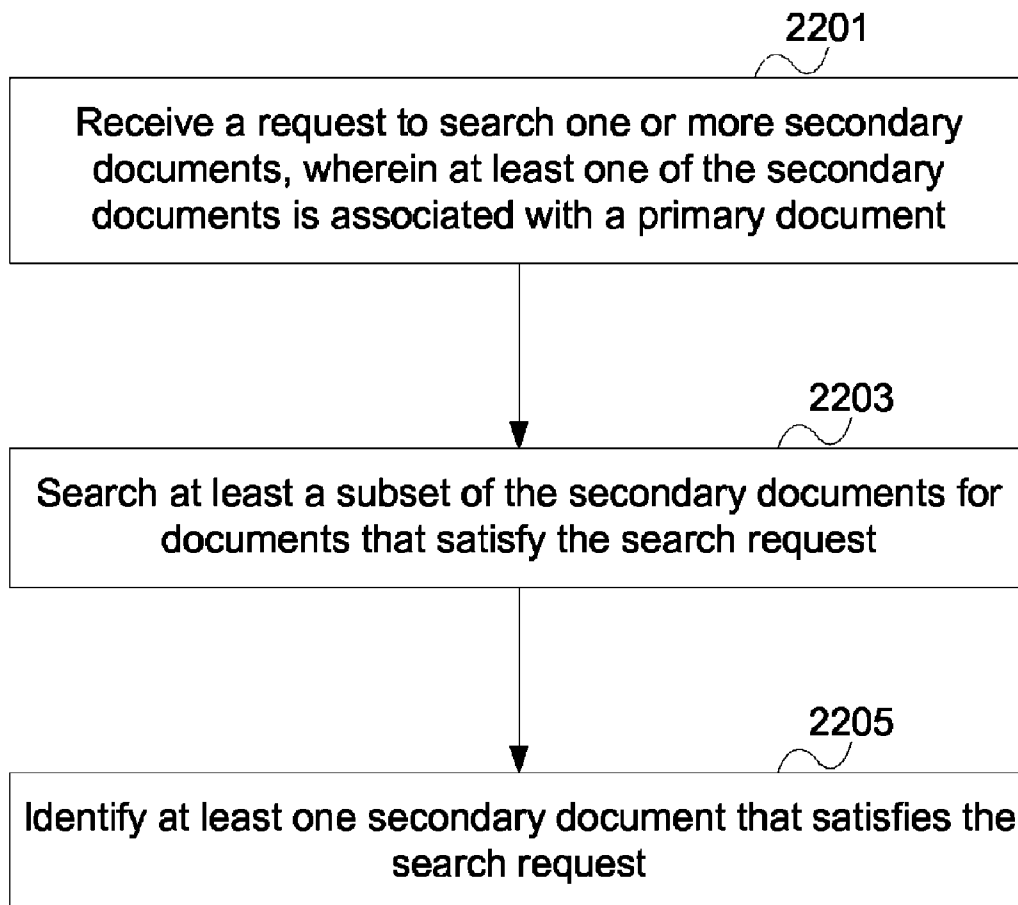 2201
Receive a request to search one or more secondary
documents, wherein at least one of the secondary
documents is associated with a primary document
2203
Search at least a subset of the secondary documents for
documents that satisfy the search request
2205
Identify at least one secondary document that satisfies the
search request